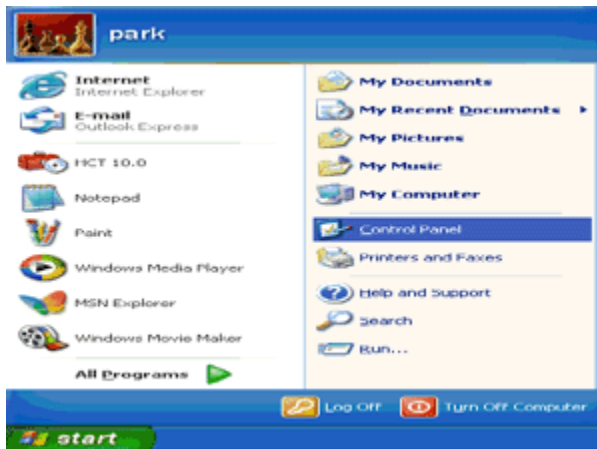 park
Internet
Internet Explorer
E-mail
Outlook Express
HCT 10.0
Notepad
Paint
Windows Media Player
MSN Explorer
Windows Movie Maker
All Programs
My Documents
My Recent Documents
My Pictures
My Music
My Computer
Control Panel
Printers and Faxes
Help and Support
Search
Run...
Log Off
Turn Off Computer
start